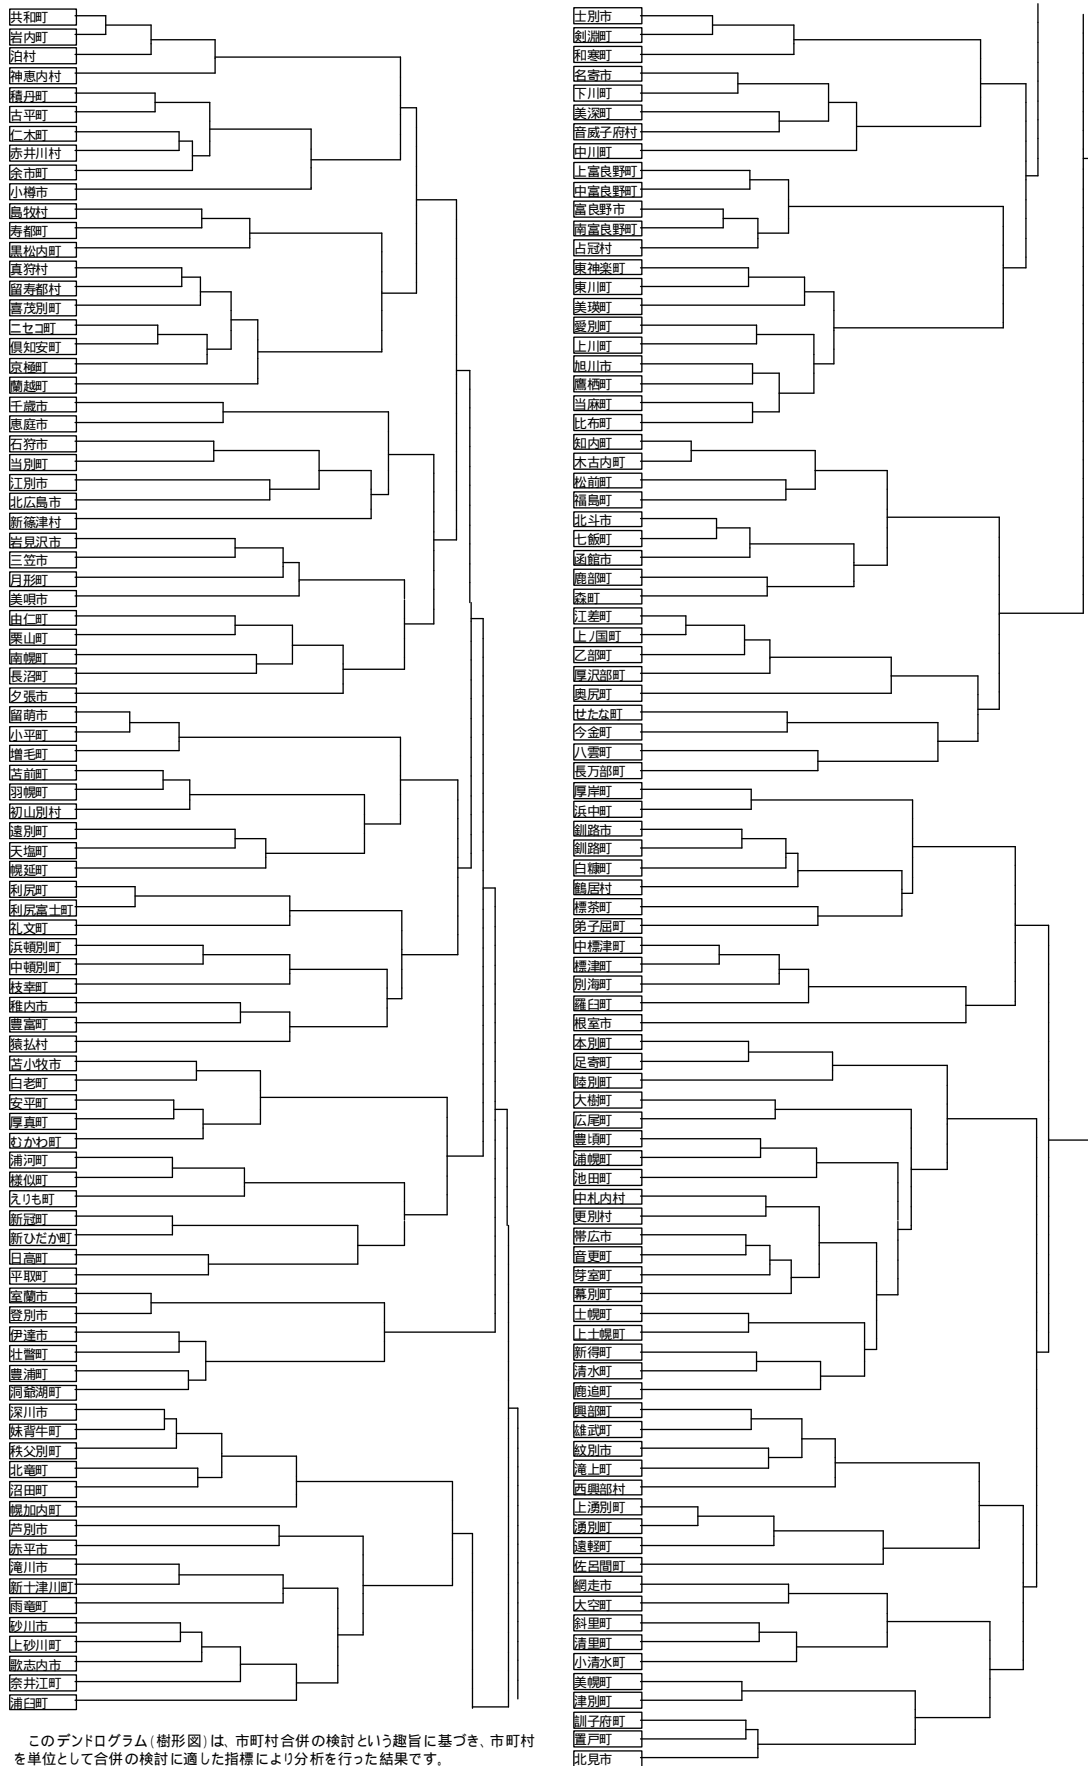 共和町
岩内町
泊村
神恵内村
積丹町
古平町
仁木町
赤井川村
余市町
小樽市
島牧村
寿都町
黒松内町
真狩村
留寿都村
喜茂別町
ニセコ町
倶知安町
京極町
蘭越町
千歳市
恵庭市
石狩市
当別町
江別市
北広島市
新篠津村
岩見沢市
三笠市
月形町
美唄市
由仁町
栗山町
南幌町
長沼町
夕張市
留萌市
小平町
増毛町
苫前町
羽幌町
初山別村
遠別町
天塩町
幌延町
利尻町
利尻富士町
礼文町
浜頓別町
中頓別町
枝幸町
稚内市
豊富町
猿払村
苫小牧市
白老町
安平町
厚真町
むかわ町
浦河町
様似町
えりも町
新冠町
新ひだか町
日高町
平取町
室蘭市
登別市
伊達市
壮瞥町
豊浦町
洞爺湖町
深川市
妹背牛町
秩父別町
北竜町
沼田町
幌加内町
芦別市
赤平市
滝川市
新十津川町
雨竜町
砂川市
上砂川町
歌志内市
奈井江町
浦臼町
このデンドログラム(樹形図)は、市町村合併の検討という趣旨に基づき、市町村
を単位として合併の検討に適した指標により分析を行った結果です。
士別市
剣淵町
和寒町
名寄市
下川町
美深町
音威子府村
中川町
上富良野町
中富良野町
富良野市
南富良野町
占冠村
東神楽町
東川町
美瑛町
愛別町
上川町
旭川市
鷹栖町
当麻町
比布町
知内町
木古内町
松前町
福島町
北斗市
七飯町
函館市
鹿部町
森町
江差町
上ノ国町
乙部町
厚沢部町
奥尻町
せたな町
今金町
八雲町
長万部町
厚岸町
浜中町
釧路市
釧路町
白糠町
鶴居村
標茶町
弟子屈町
中標津町
標津町
別海町
羅臼町
根室市
本別町
足寄町
陸別町
大樹町
広尾町
豊頃町
浦幌町
池田町
中札内村
更別村
帯広市
音更町
芽室町
幕別町
士幌町
上士幌町
新得町
清水町
鹿追町
興部町
雄武町
紋別市
滝上町
西興部村
上湧別町
湧別町
遠軽町
佐呂間町
網走市
大空町
斜里町
清里町
小清水町
美幌町
津別町
訓子府町
置戸町
北見市